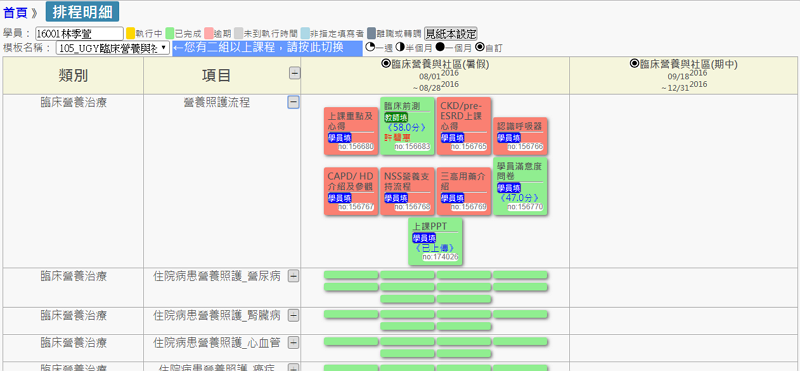 首頁 》 排程明細
學員： 16001林季萱 執行中 已完成 逾期 未到執行時間 非指定填寫者 離職或轉調 見紙本設定
模板名稱： 105_UGY臨床營養與社 ←您有二組以上課程，請按此切換 一週 半個月 一個月 自訂
類別 項目 臨床營養與社區(暑假) 臨床營養與社區(期中)
08/01 2016 09/18 2016
~08/28 2016 ~12/31 2016
臨床營養治療 營養照護流程
上課重點及心得 學員填 no:156680
臨床前測 教師填 《58.0分》 no:156683
CKD/pre-ESRD上課心得 學員填 no:156765
認識呼吸器 學員填 no:156766
CAPD/ HD介紹及參觀 學員填 no:156767
NSS營養支持流程 學員填 no:156768
三高用藥介紹 學員填 no:156769
學員滿意度問卷 學員填 《47.0分》 no:156770
上課PPT 學員填 《已上傳》 no:174026
臨床營養治療 住院病患營養照護_營尿病
臨床營養治療 住院病患營養照護_腎臟病
臨床營養治療 住院病患營養照護_心血管
臨床營養治療 住院病患營養照護_癌症